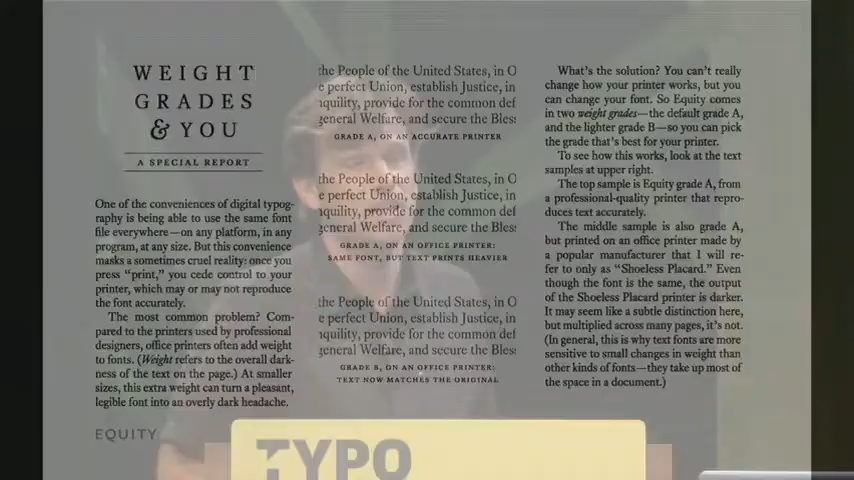 WEIGHT
GRADES
& YOU
A SPECIAL REPORT
One of the conveniences of digital typog-
raphy is being able to use the same font
file everywhere—on any platform, in any
program, at any size. But this convenience
masks a sometimes cruel reality: once you
press “print,” you cede control to your
printer, which may or may not reproduce
the font accurately.
The most common problem? Com-
pared to the printers used by professional
designers, office printers often add weight
to fonts. (Weight refers to the overall dark-
ness of the text on the page.) At smaller
sizes, this extra weight can turn a pleasant,
legible font into an overly dark headache.
EQUITY
the People of the United States, in O
e perfect Union, establish Justice, in
nquility, provide for the common def
general Welfare, and secure the Bless
GRADE A, ON AN ACCURATE PRINTER
the People of the United States, in O
e perfect Union, establish Justice, in
nquility, provide for the common def
general Welfare, and secure the Bless
GRADE A, ON AN OFFICE PRINTER:
SAME FONT, BUT TEXT PRINTS HEAVIER
the People of the United States, in O
e perfect Union, establish Justice, in
nquility, provide for the common def
general Welfare, and secure the Bless
GRADE B, ON AN OFFICE PRINTER:
TEXT NOW MATCHES THE ORIGINAL
What’s the solution? You can’t really
change how your printer works, but you
can change your font. So Equity comes
in two weight grades—the default grade A,
and the lighter grade B—so you can pick
the grade that’s best for your printer.
To see how this works, look at the text
samples at upper right.
The top sample is Equity grade A, from
a professional-quality printer that repro-
duces text accurately.
The middle sample is also grade A,
but printed on an office printer made by
a popular manufacturer that I will re-
fer to only as “Shoeless Placard.” Even
though the font is the same, the output
of the Shoeless Placard printer is darker.
It may seem like a subtle distinction here,
but multiplied across many pages, it’s not.
(In general, this is why text fonts are more
sensitive to small changes in weight than
other kinds of fonts—they take up most of
the space in a document.)
TYPO